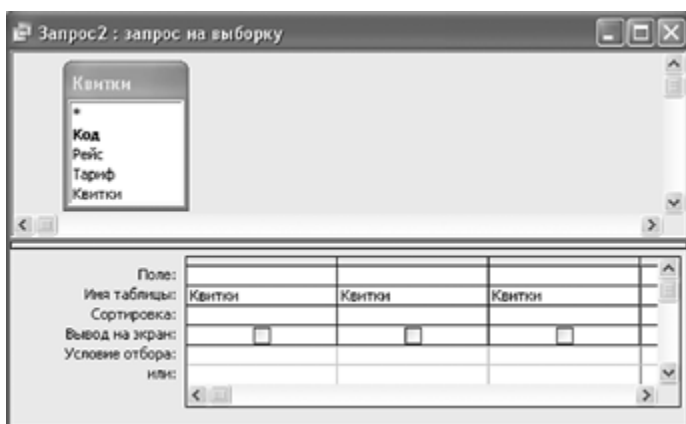 Запрос2 : запрос на выборку
Квитки
*
Код
Рейс
Тариф
Квитки
Поле:
Имя таблицы: Квитки Квитки Квитки
Сортировка:
Вывод на экран:
Условие отбора:
или: